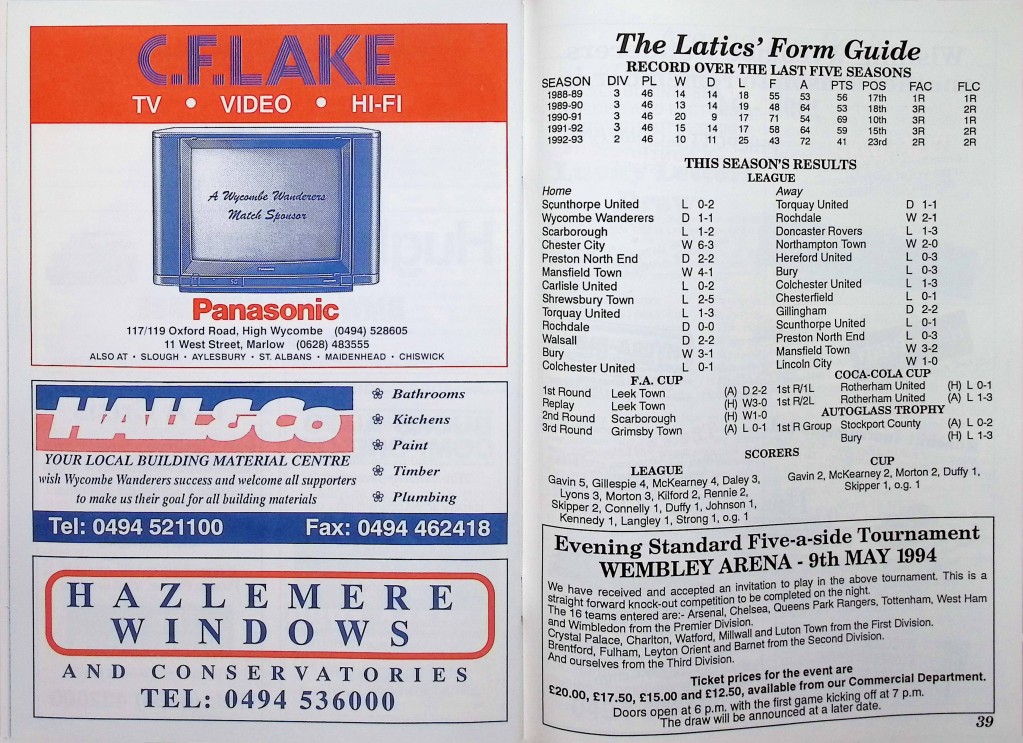 C.F.LAKE
TV • VIDEO • HI-FI
A Wycombe Wanderers
Match Sponsor
Panasonic
Panasonic
117/119 Oxford Road, High Wycombe (0494) 528605
11 West Street, Marlow (0628) 483555
ALSO AT • SLOUGH • AYLESBURY • ST. ALBANS • MAIDENHEAD • CHISWICK
HALL & Co
YOUR LOCAL BUILDING MATERIAL CENTRE
wish Wycombe Wanderers success and welcome all supporters
to make us their goal for all building materials
Bathrooms
Kitchens
Paint
Timber
Plumbing
Tel: 0494 521100 Fax: 0494 462418
HAZLEMERE
WINDOWS
AND CONSERVATORIES
TEL: 0494 536000
The Latics' Form Guide
RECORD OVER THE LAST FIVE SEASONS
SEASON DIV PL W D L F A PTS POS FAC FLC
1988-89 3 46 14 14 18 55 53 56 17th 1R 1R
1989-90 3 46 13 14 19 48 64 53 18th 3R 2R
1990-91 3 46 20 9 17 71 54 69 10th 3R 1R
1991-92 3 46 15 14 17 58 64 59 15th 3R 2R
1992-93 2 46 10 11 25 43 72 41 23rd 2R 2R
THIS SEASON'S RESULTS
LEAGUE
Home
Scunthorpe United L 0-2
Wycombe Wanderers D 1-1
Scarborough L 1-2
Chester City W 6-3
Preston North End D 2-2
Mansfield Town W 4-1
Carlisle United L 0-2
Shrewsbury Town L 2-5
Torquay United L 1-3
Rochdale D 0-0
Walsall D 2-2
Bury W 3-1
Colchester United L 0-1
Away
Torquay United D 1-1
Rochdale W 2-1
Doncaster Rovers L 1-3
Northampton Town W 2-0
Hereford United L 0-3
Bury L 0-3
Colchester United L 1-3
Chesterfield L 0-1
Gillingham D 2-2
Scunthorpe United L 0-1
Preston North End L 0-3
Mansfield Town W 3-2
Lincoln City W 1-0
F.A. CUP
1st Round Leek Town (A) D 2-2
Replay Leek Town (H) W3-0
2nd Round Scarborough (H) W1-0
3rd Round Grimsby Town (A) L 0-1
COCA-COLA CUP
1st R/1L Rotherham United (H) L 0-1
1st R/2L Rotherham United (A) L 1-3
AUTOGLASS TROPHY
1st R Group Stockport County (A) L 0-2
Bury (H) L 1-3
SCORERS
LEAGUE
Gavin 5, Gillespie 4, McKearney 4, Daley 3,
Lyons 3, Morton 3, Kilford 2, Rennie 2,
Skipper 2, Connelly 1, Duffy 1, Johnson 1,
Kennedy 1, Langley 1, Strong 1, o.g. 1
CUP
Gavin 2, McKearney 2, Morton 2, Duffy 1,
Skipper 1, o.g. 1
Evening Standard Five-a-side Tournament
WEMBLEY ARENA - 9th MAY 1994
We have received and accepted an invitation to play in the above tournament. This is a
straight forward knock-out competition to be completed on the night.
The 16 teams entered are:- Arsenal, Chelsea, Queens Park Rangers, Tottenham, West Ham
and Wimbledon from the Premier Division.
Crystal Palace, Charlton, Watford, Millwall and Luton Town from the First Division.
Brentford, Fulham, Leyton Orient and Barnet from the Second Division.
And ourselves from the Third Division.
Ticket prices for the event are
£20.00, £17.50, £15.00 and £12.50, available from our Commercial Department.
Doors open at 6 p.m. with the first game kicking off at 7 p.m.
The draw will be announced at a later date.
39